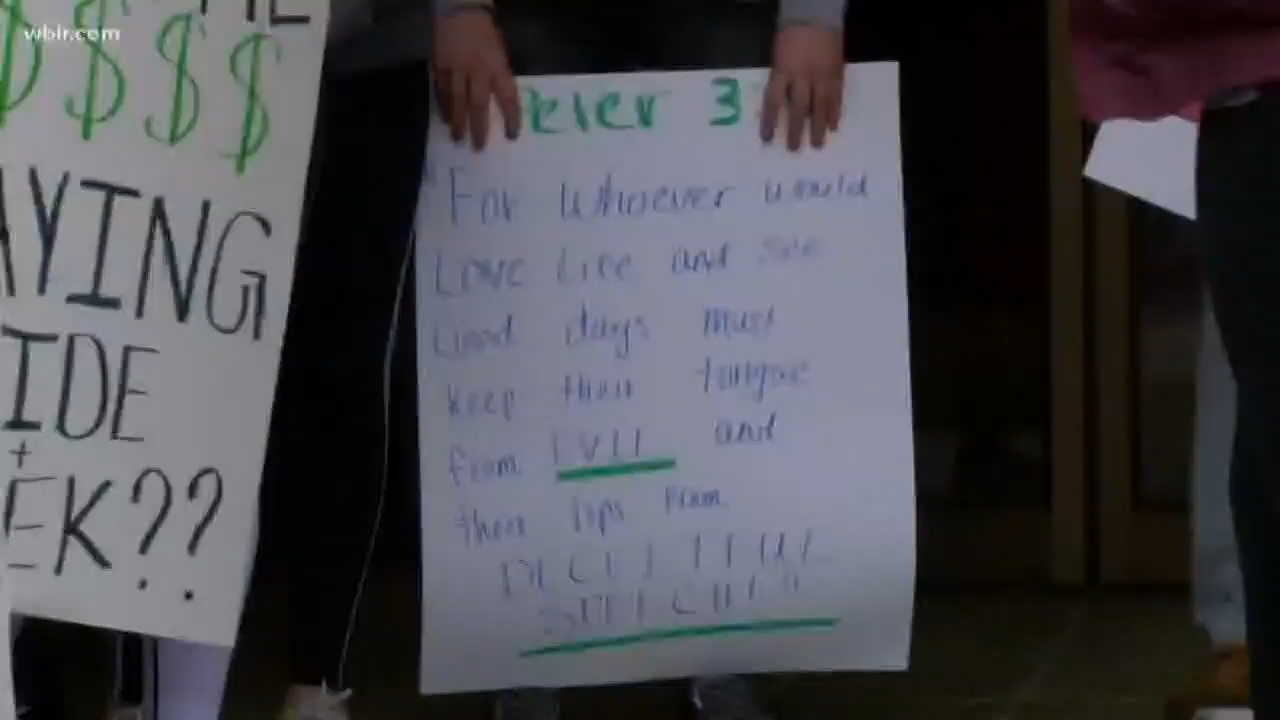 wbir.com
$$$$
AYING
IDE
+
EK??
Peter 3
"For whoever would
Love Life and see
Good days must
keep their tongue
from EVIL and
their lips from
DECEITFUL
SPEECH"